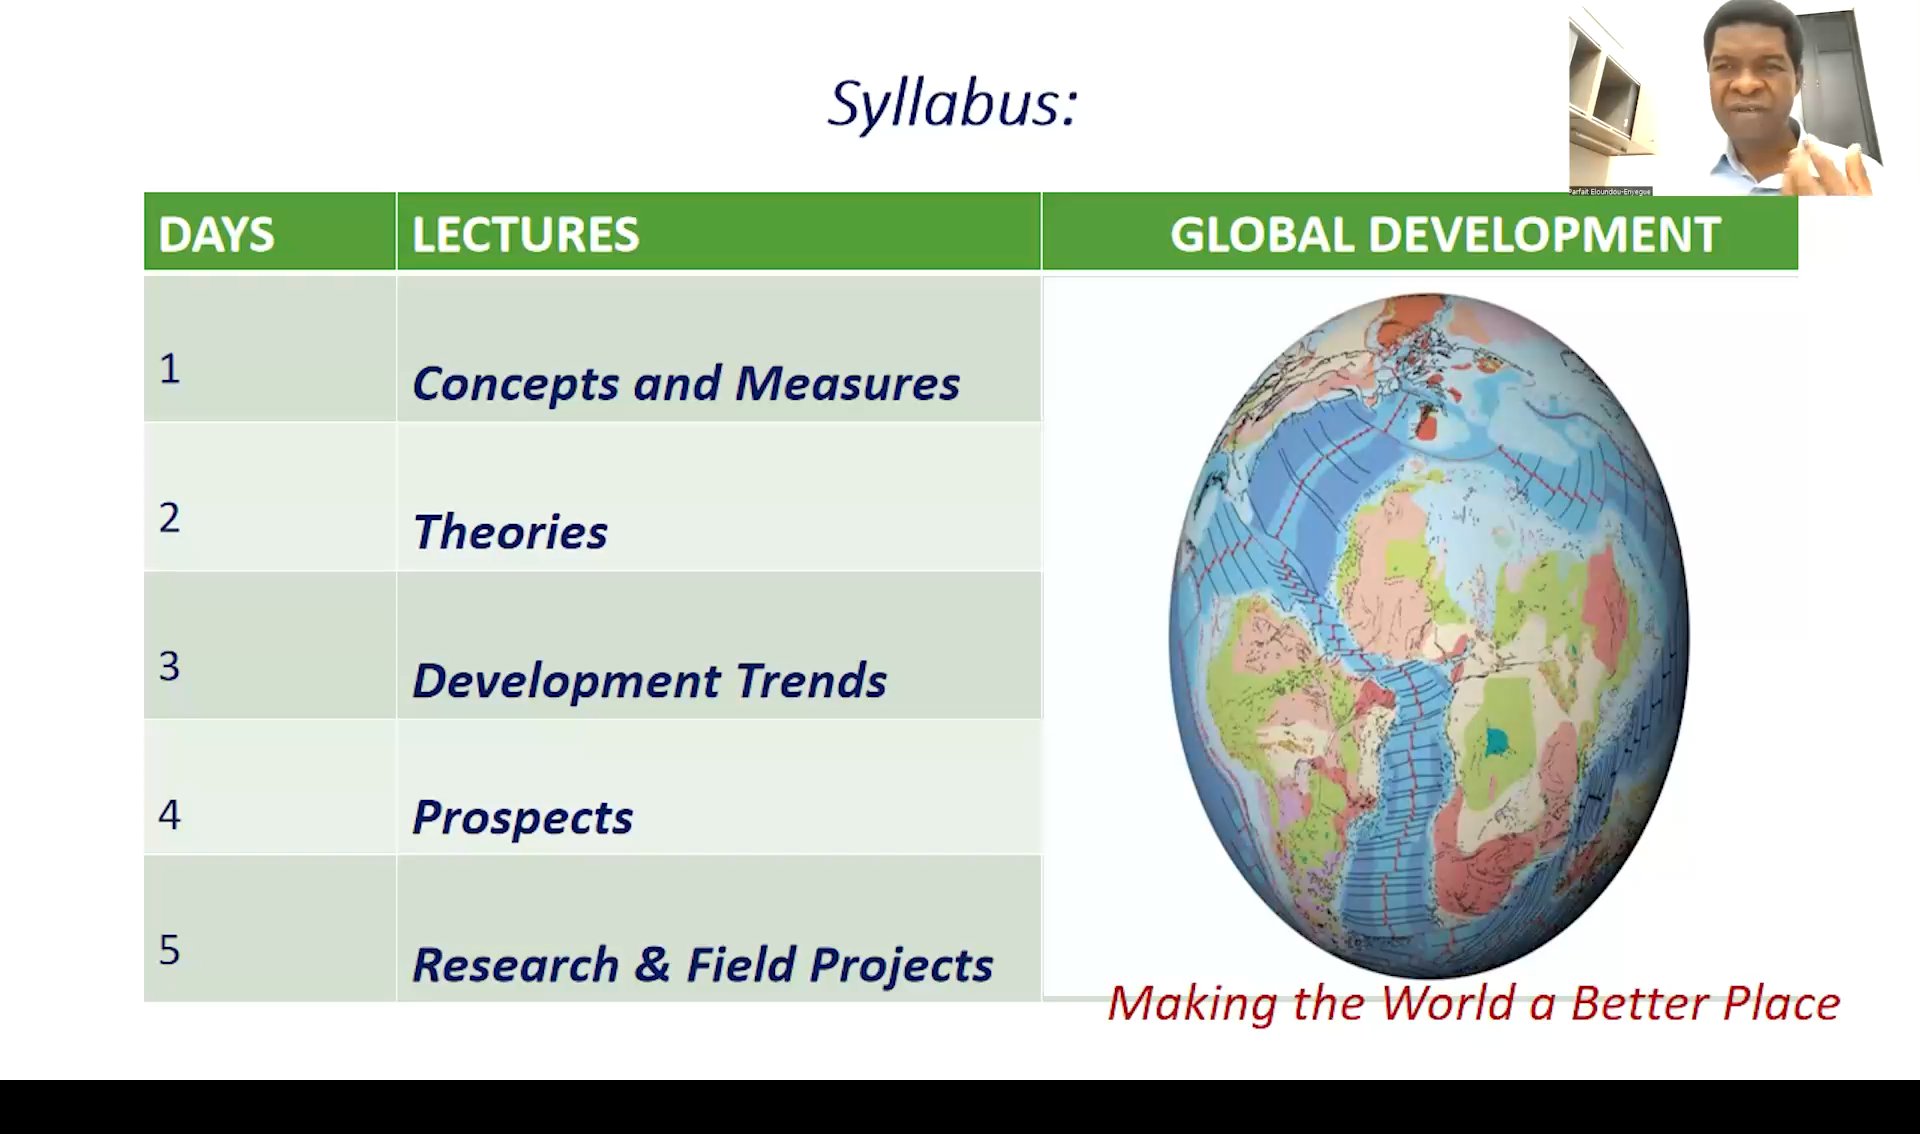 Syllabus:
Parfait Eloundou-Enyegue
DAYS LECTURES GLOBAL DEVELOPMENT
1 Concepts and Measures
2 Theories
3 Development Trends
4 Prospects
5 Research & Field Projects
Making the World a Better Place